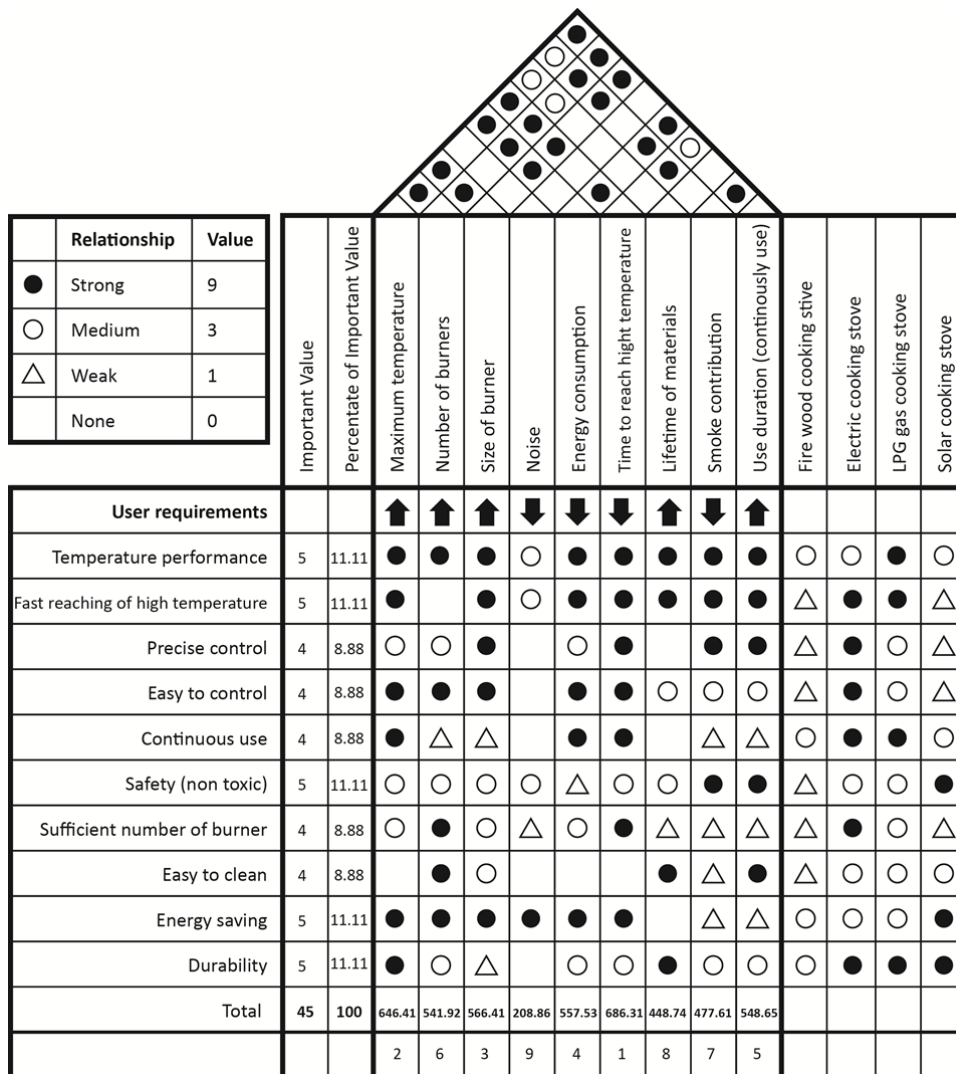 Relationship Value
Strong 9
Medium 3
Weak 1
None 0
Important Value
Percentate of Important Value
Maximum temperature
Number of burners
Size of burner
Noise
Energy consumption
Time to reach hight temperature
Lifetime of materials
Smoke contribution
Use duration (continously use)
Fire wood cooking stive
Electric cooking stove
LPG gas cooking stove
Solar cooking stove
User requirements
Temperature performance 5 11.11
Fast reaching of high temperature 5 11.11
Precise control 4 8.88
Easy to control 4 8.88
Continuous use 4 8.88
Safety (non toxic) 5 11.11
Sufficient number of burner 4 8.88
Easy to clean 4 8.88
Energy saving 5 11.11
Durability 5 11.11
Total 45 100 646.41 541.92 566.41 208.86 557.53 686.31 448.74 477.61 548.65
2 6 3 9 4 1 8 7 5